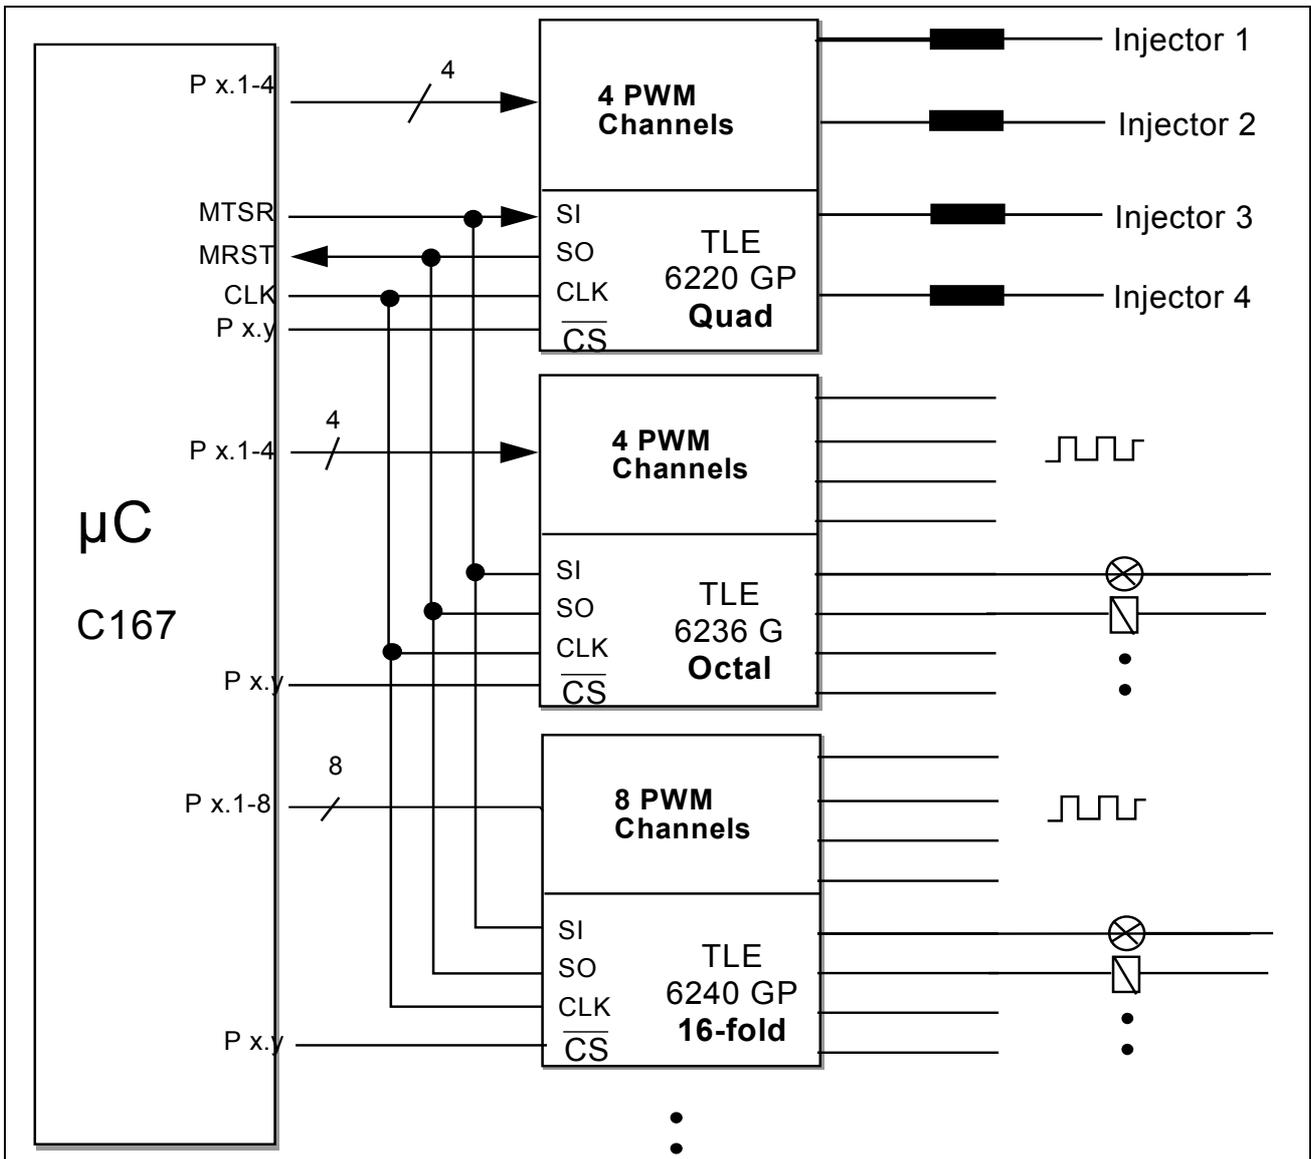 P x.1-4
4
4 PWM
Channels
Injector 1
Injector 2
MTSR
MRST
CLK
P x.y
SI
SO
CLK
CS
TLE
6220 GP
Quad
Injector 3
Injector 4
4
P x.1-4
4 PWM
Channels
µC
C167
SI
SO
CLK
CS
TLE
6236 G
Octal
P x.y
8
P x.1-8
8 PWM
Channels
SI
SO
CLK
CS
TLE
6240 GP
16-fold
P x.y